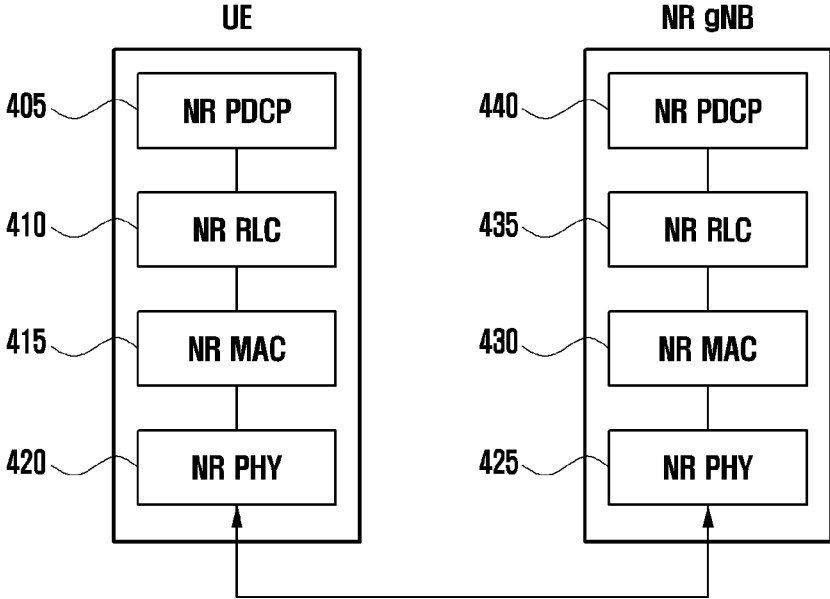 UE NR gNB
405 NR PDCP 440 NR PDCP
410 NR RLC 435 NR RLC
415 NR MAC 430 NR MAC
420 NR PHY 425 NR PHY